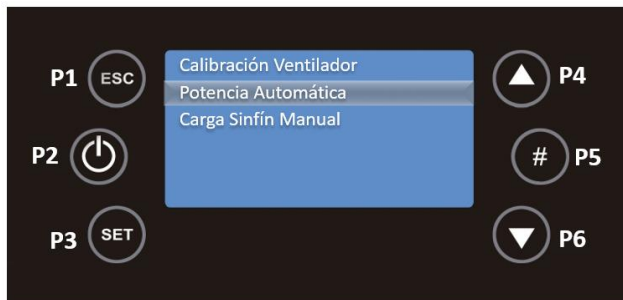 P1
ESC
Calibración Ventilador
Potencia Automática
Carga Sinfín Manual
P4
P2
#
P5
P3
SET
P6